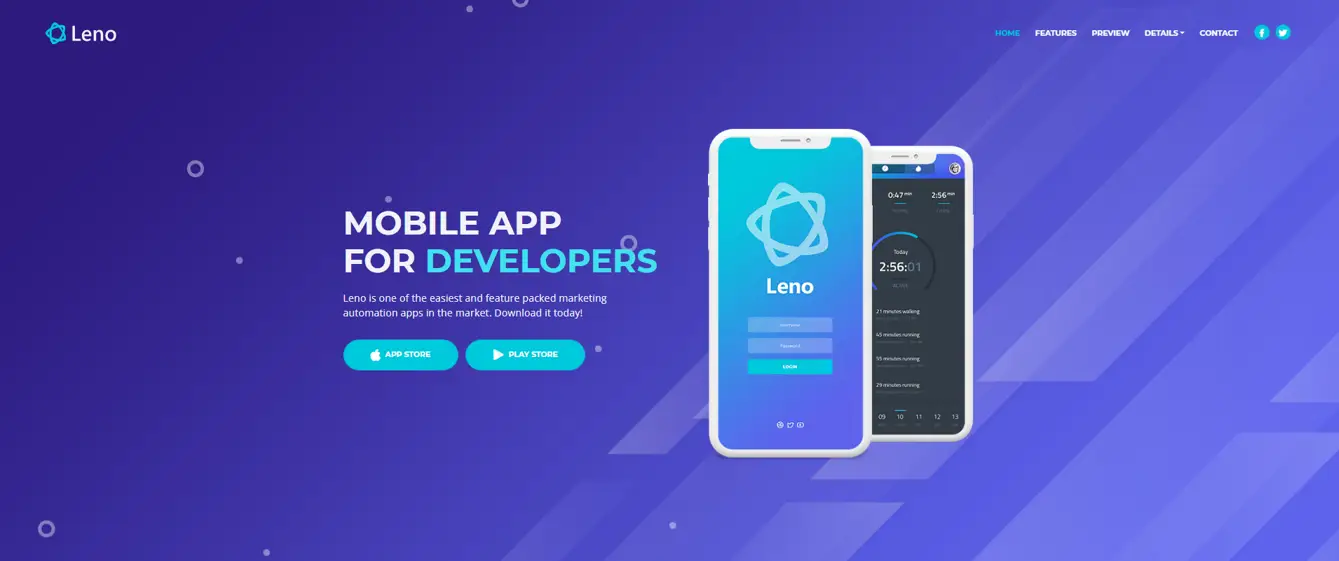 Leno
HOME FEATURES PREVIEW DETAILS CONTACT
MOBILE APP
FOR DEVELOPERS
Leno is one of the easiest and feature packed marketing
automation apps in the market. Download it today!
APP STORE PLAY STORE
Leno
Password
LOGIN
0:47 min 2:56 min
Today
2:56:01
21 minutes walking
45 minutes running
55 minutes running
29 minutes running
09 10 11 12 13